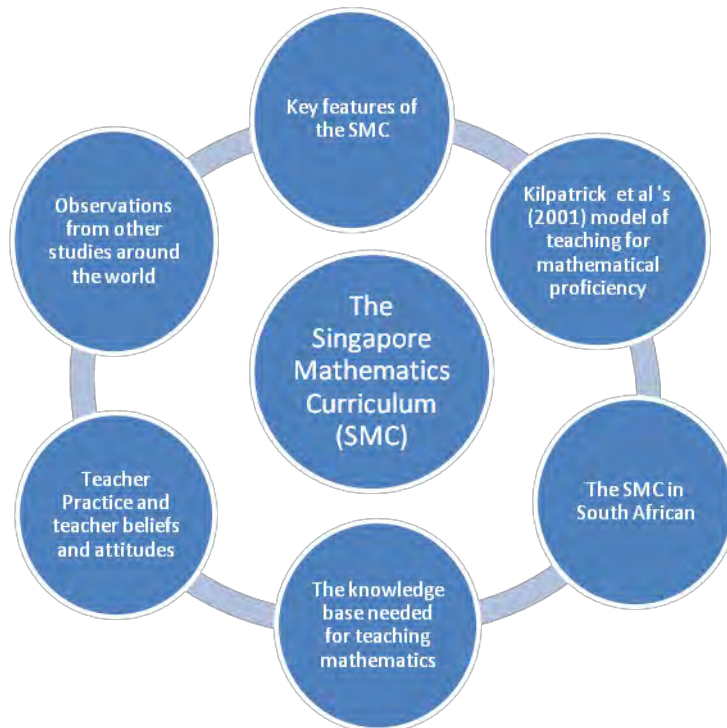 Key features of
the SMC
Kilpatrick et al 's
(2001) model of
teaching for
mathematical
proficiency
The SMC in
South African
The knowledge
base needed
for teaching
mathematics
Teacher
Practice and
teacher beliefs
and attitudes
Observations
from other
studies around
the world
The
Singapore
Mathematics
Curriculum
(SMC)